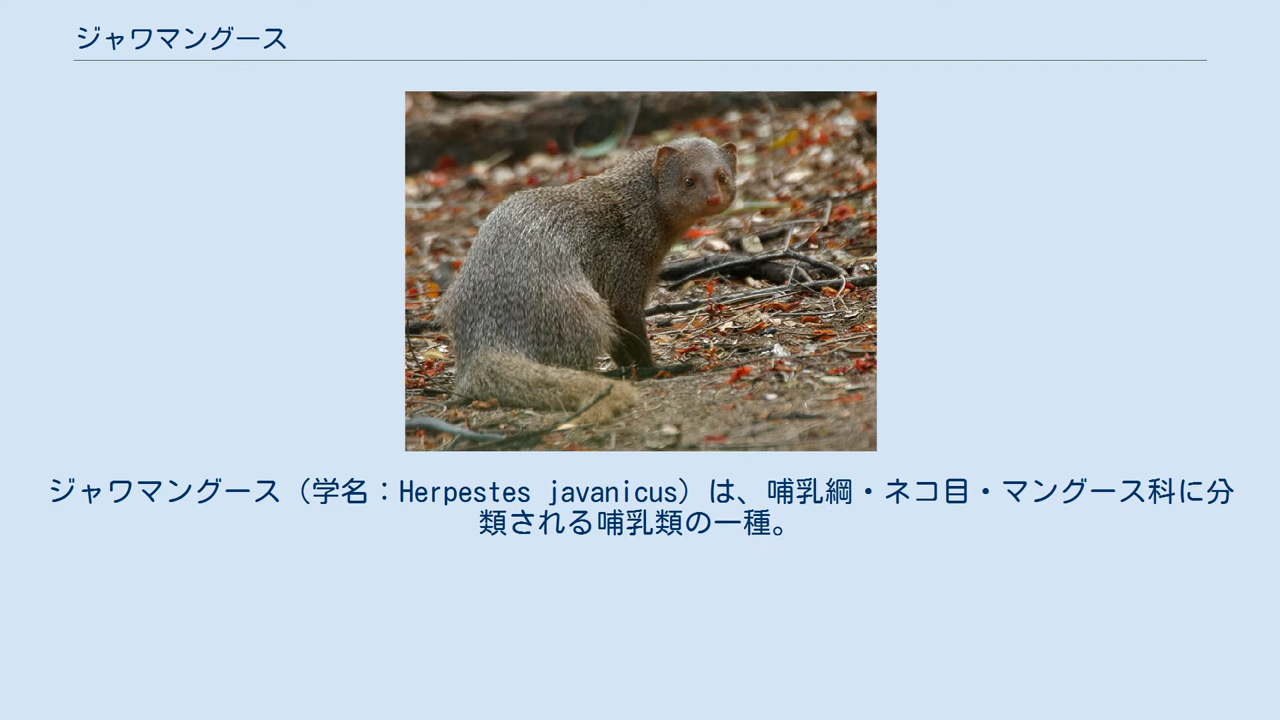 ジャワマングース
ジャワマングース（学名：Herpestes javanicus）は、哺乳綱・ネコ目・マングース科に分
類される哺乳類の一種。